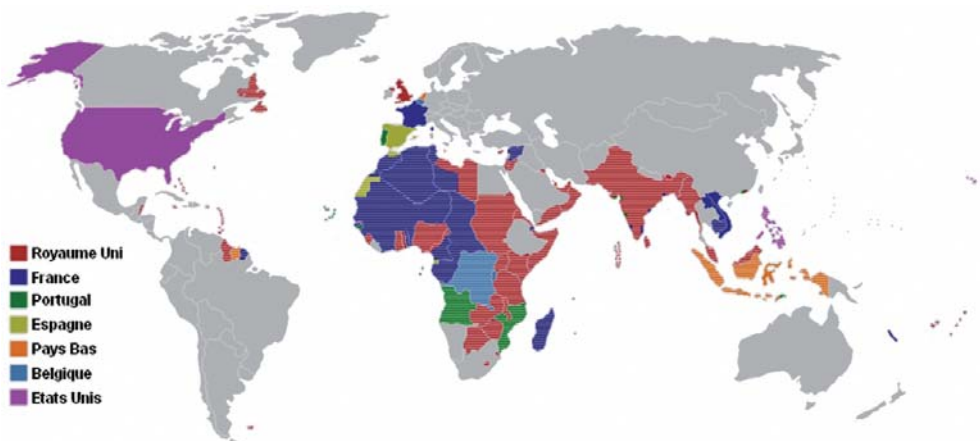 Royaume Uni
France
Portugal
Espagne
Pays Bas
Belgique
Etats Unis